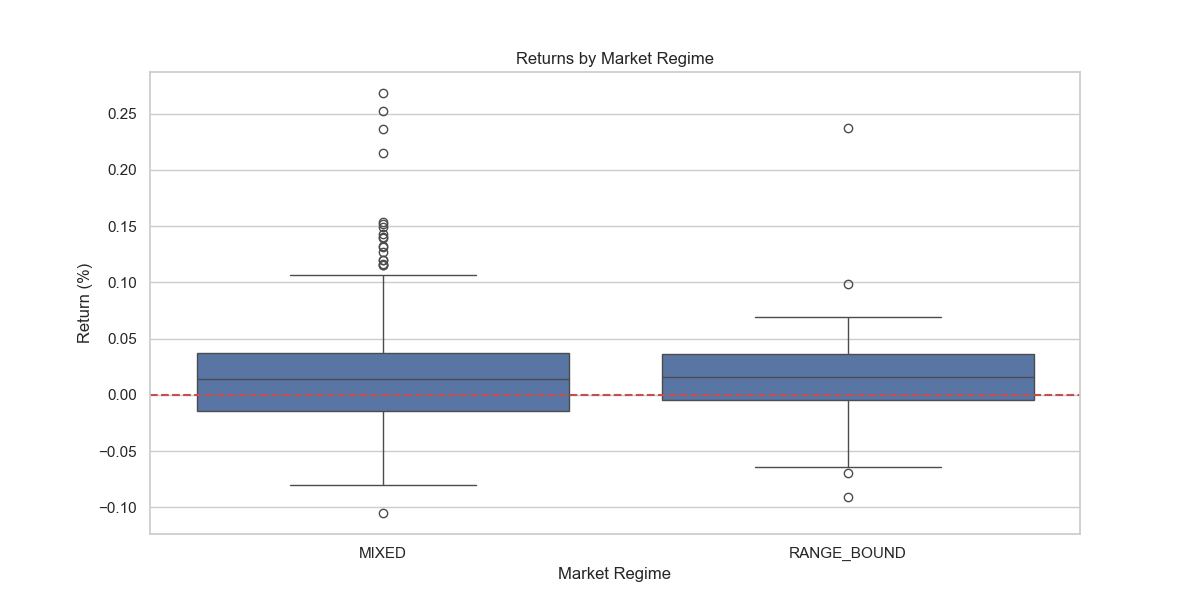 Returns by Market Regime
Return (%)
0.25
0.20
0.15
0.10
0.05
0.00
−0.05
−0.10
MIXED
RANGE_BOUND
Market Regime